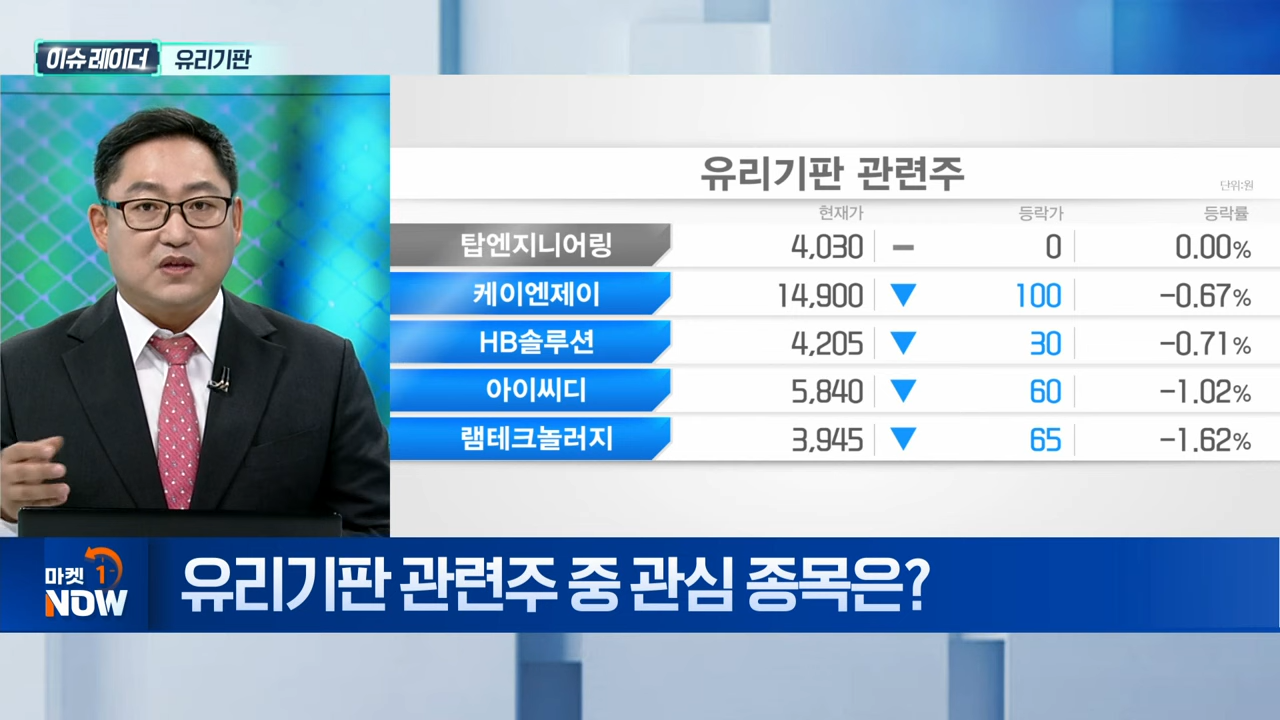 이슈 레이더 유리기판
유리기판 관련주
단위:원
현재가 등락가 등락률
탑엔지니어링 4,030 0 0.00%
케이엔제이 14,900 ▼ 100 -0.67%
HB솔루션 4,205 ▼ 30 -0.71%
아이씨디 5,840 ▼ 60 -1.02%
램테크놀러지 3,945 ▼ 65 -1.62%
마켓 1
NOW
유리기판 관련주 중 관심 종목은?